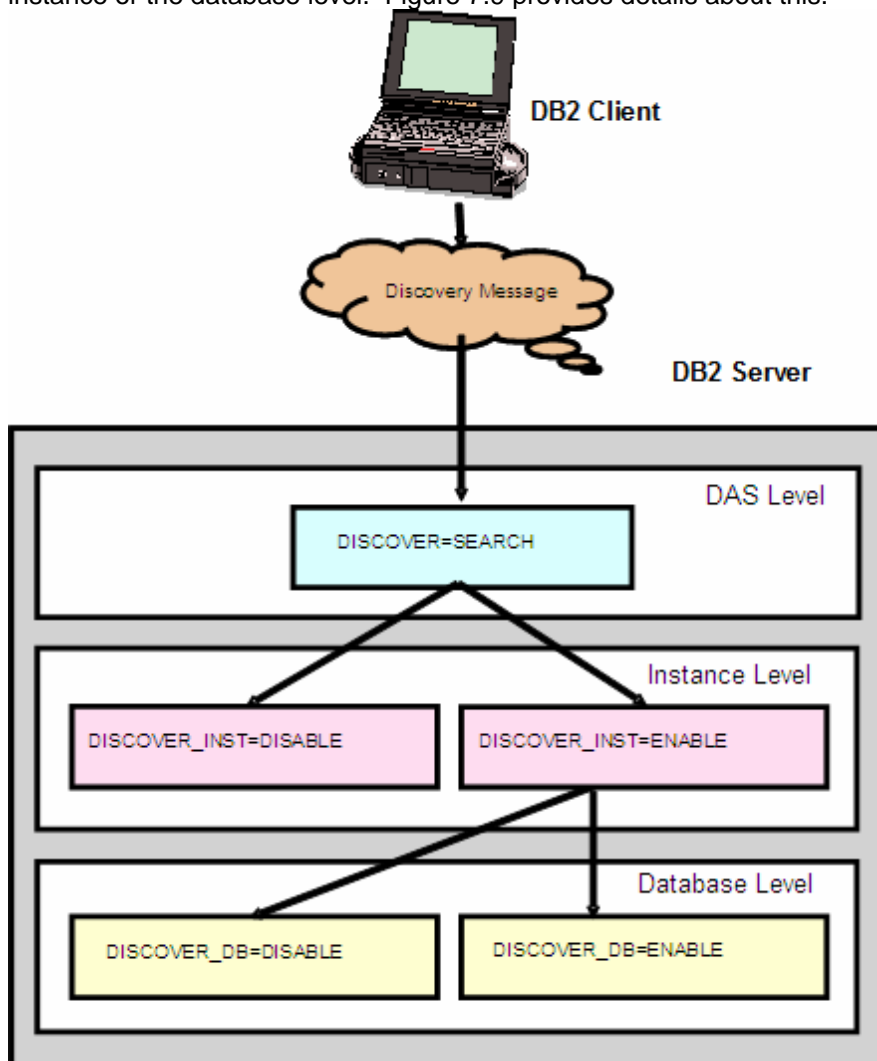 instance or the database level. Figure 7.6 provides details about this.
DB2 Client
Discovery Message
DB2 Server
DAS Level
DISCOVER=SEARCH
Instance Level
DISCOVER_INST=DISABLE
DISCOVER_INST=ENABLE
Database Level
DISCOVER_DB=DISABLE
DISCOVER_DB=ENABLE